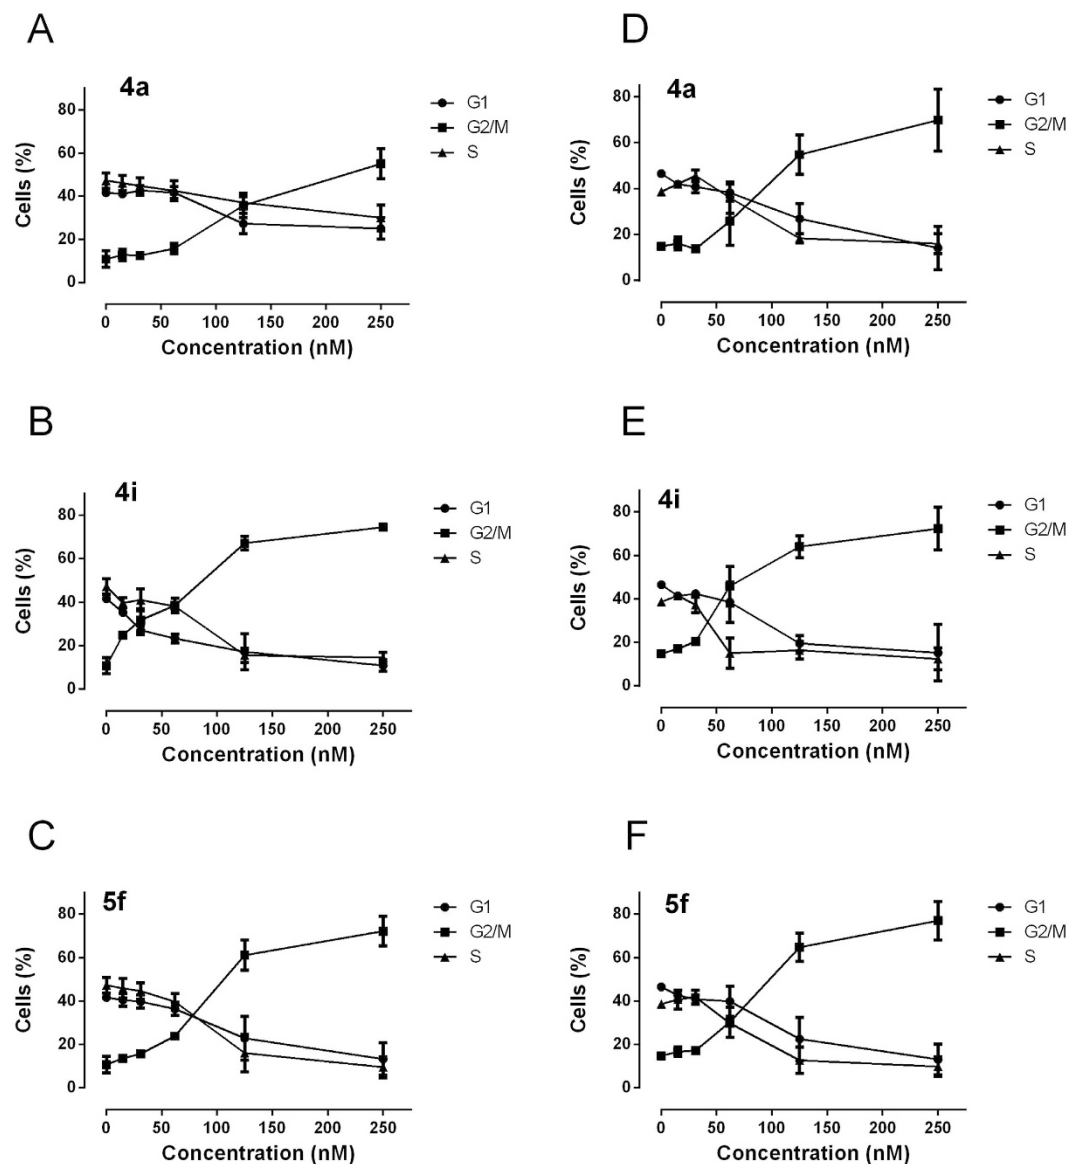 A
4a
G1
G2/M
S
80
60
40
20
0
Cells (%)
0 50 100 150 200 250
Concentration (nM)
D
4a
G1
G2/M
S
80
60
40
20
0
Cells (%)
0 50 100 150 200 250
Concentration (nM)
B
4i
G1
G2/M
S
80
60
40
20
0
Cells (%)
0 50 100 150 200 250
Concentration (nM)
E
4i
G1
G2/M
S
80
60
40
20
0
Cells (%)
0 50 100 150 200 250
Concentration (nM)
C
5f
G1
G2/M
S
80
60
40
20
0
Cells (%)
0 50 100 150 200 250
Concentration (nM)
F
5f
G1
G2/M
S
80
60
40
20
0
Cells (%)
0 50 100 150 200 250
Concentration (nM)